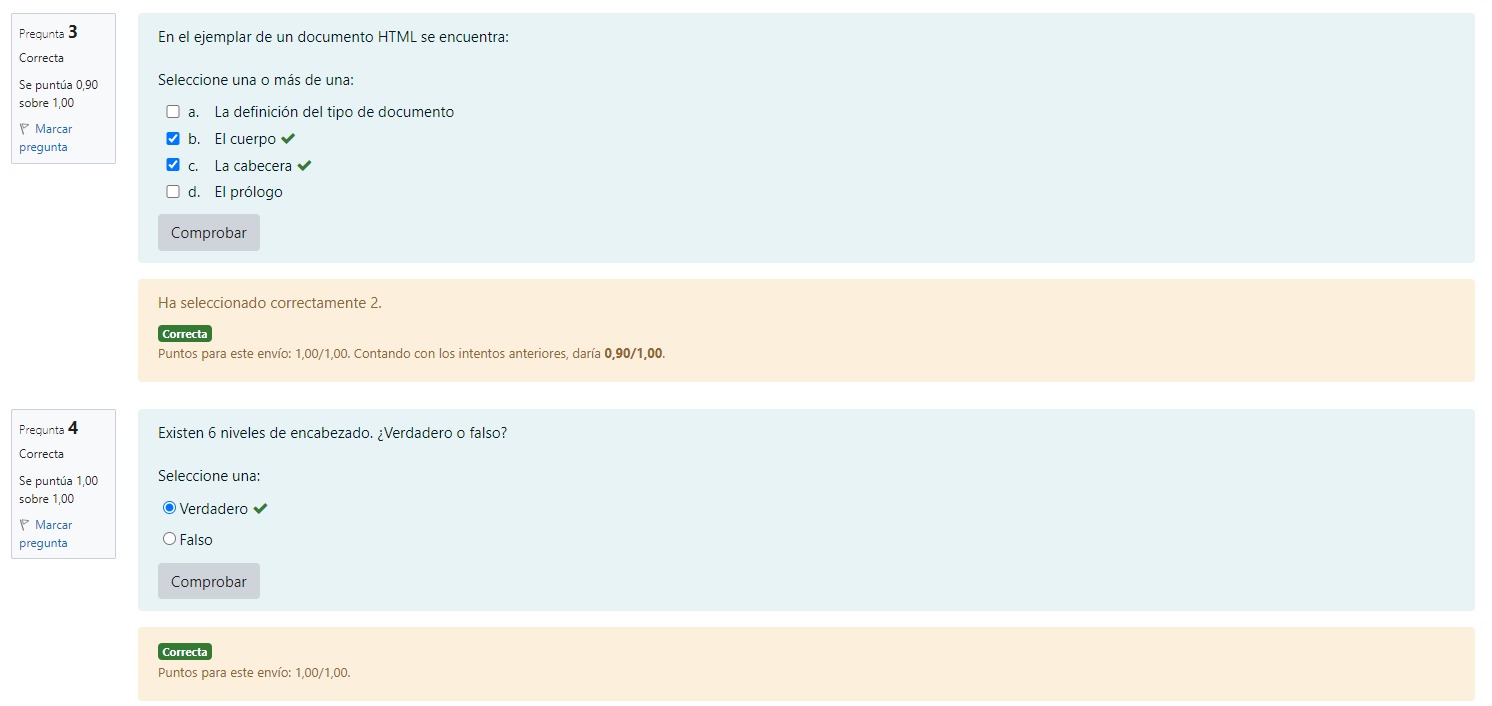 Pregunta 3
Correcta
Se puntúa 0,90
sobre 1,00
Marcar
pregunta
En el ejemplar de un documento HTML se encuentra:
Seleccione una o más de una:
a. La definición del tipo de documento
b. El cuerpo
c. La cabecera
d. El prólogo
Comprobar
Ha seleccionado correctamente 2.
Correcta
Puntos para este envío: 1,00/1,00. Contando con los intentos anteriores, daría 0,90/1,00.
Pregunta 4
Correcta
Se puntúa 1,00
sobre 1,00
Marcar
pregunta
Existen 6 niveles de encabezado. ¿Verdadero o falso?
Seleccione una:
Verdadero
Falso
Comprobar
Correcta
Puntos para este envío: 1,00/1,00.